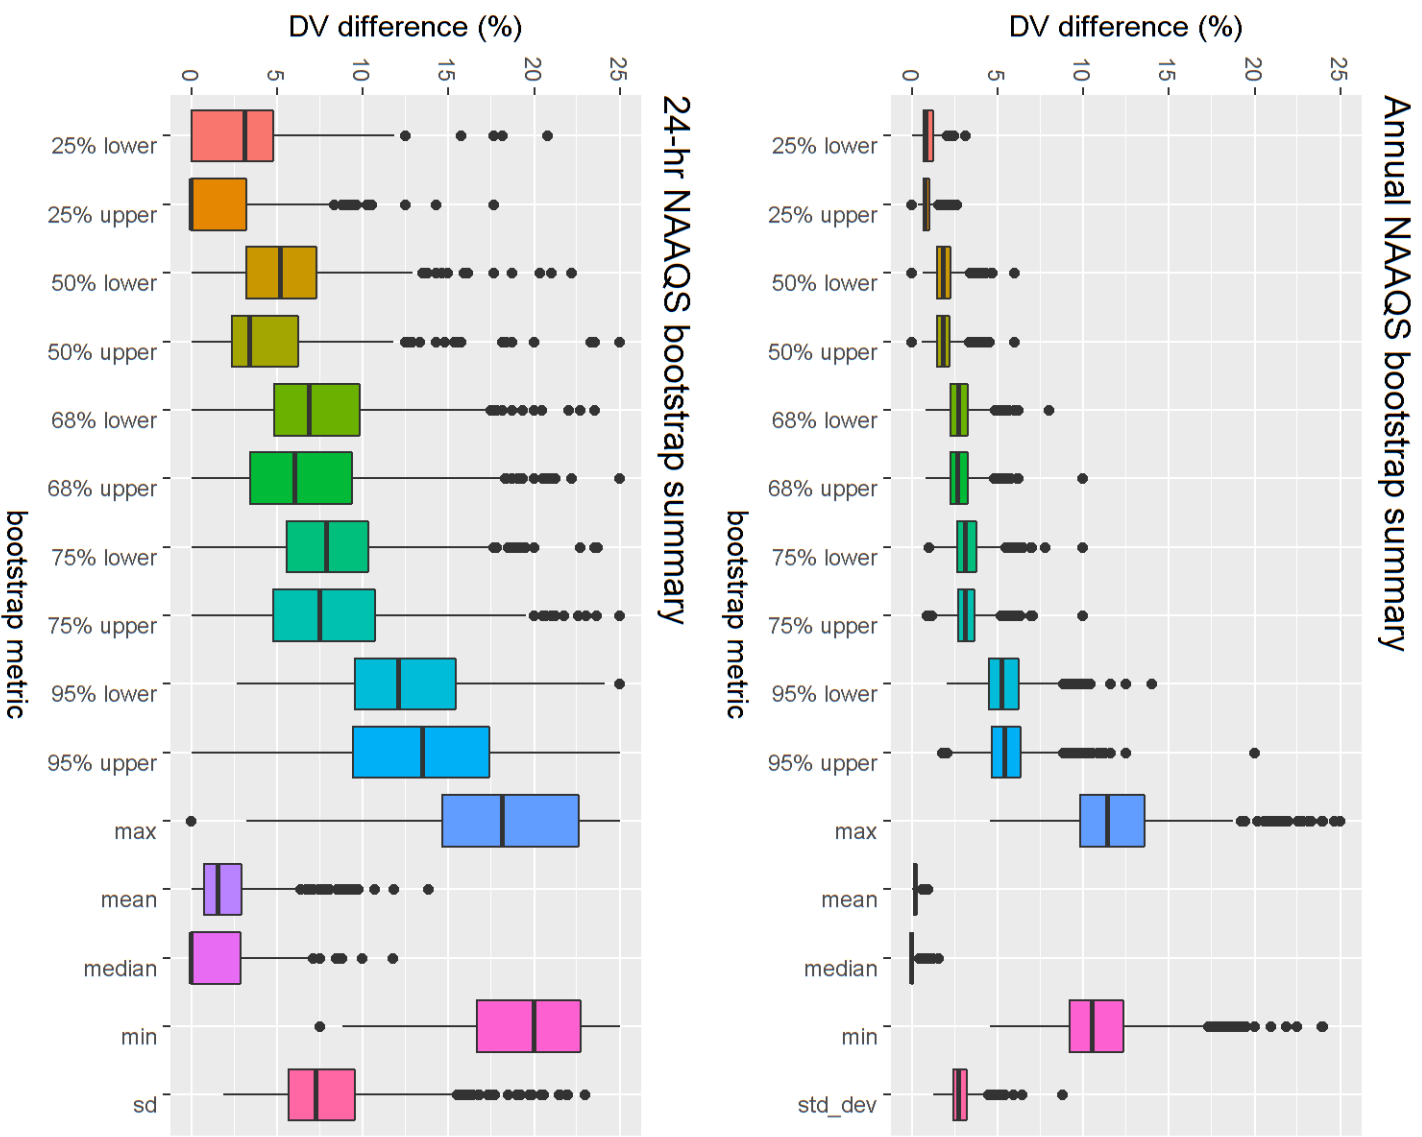 Annual NAAQS bootstrap summary
DV difference (%)
0
5
10
15
20
25
25% lower
25% upper
50% lower
50% upper
68% lower
68% upper
75% lower
75% upper
95% lower
95% upper
max
mean
median
min
std_dev
bootstrap metric
24-hr NAAQS bootstrap summary
DV difference (%)
0
5
10
15
20
25
25% lower
25% upper
50% lower
50% upper
68% lower
68% upper
75% lower
75% upper
95% lower
95% upper
max
mean
median
min
sd
bootstrap metric